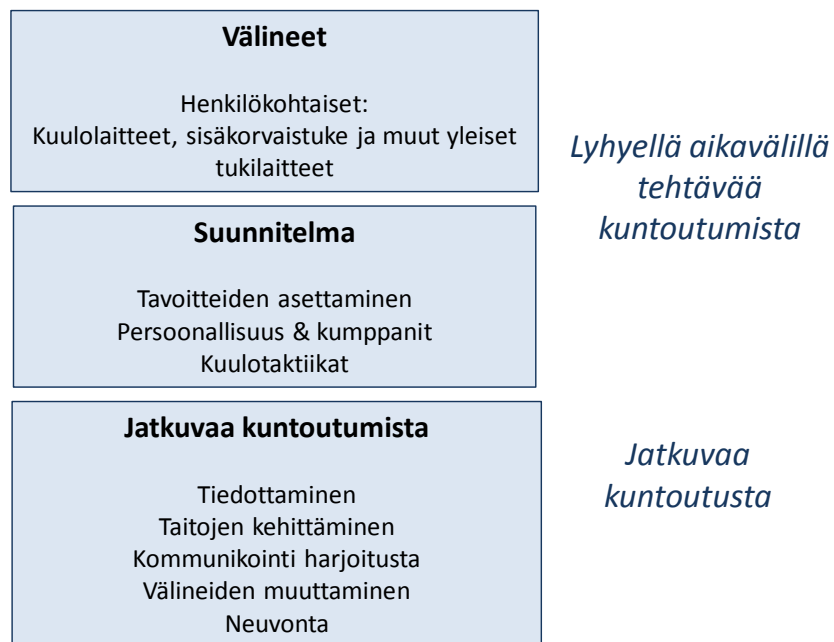 Välineet
Henkilökohtaiset:
Kuulolaitteet, sisäkorvaistuke ja muut yleiset
tukilaitteet
Lyhyellä aikavälillä
tehtävää
kuntoutumista
Suunnitelma
Tavoitteiden asettaminen
Persoonallisuus & kumppanit
Kuulotaktiikat
Jatkuvaa kuntoutumista
Tiedottaminen
Taitojen kehittäminen
Kommunikointi harjoitusta
Välineiden muuttaminen
Neuvonta
Jatkuvaa
kuntoutusta